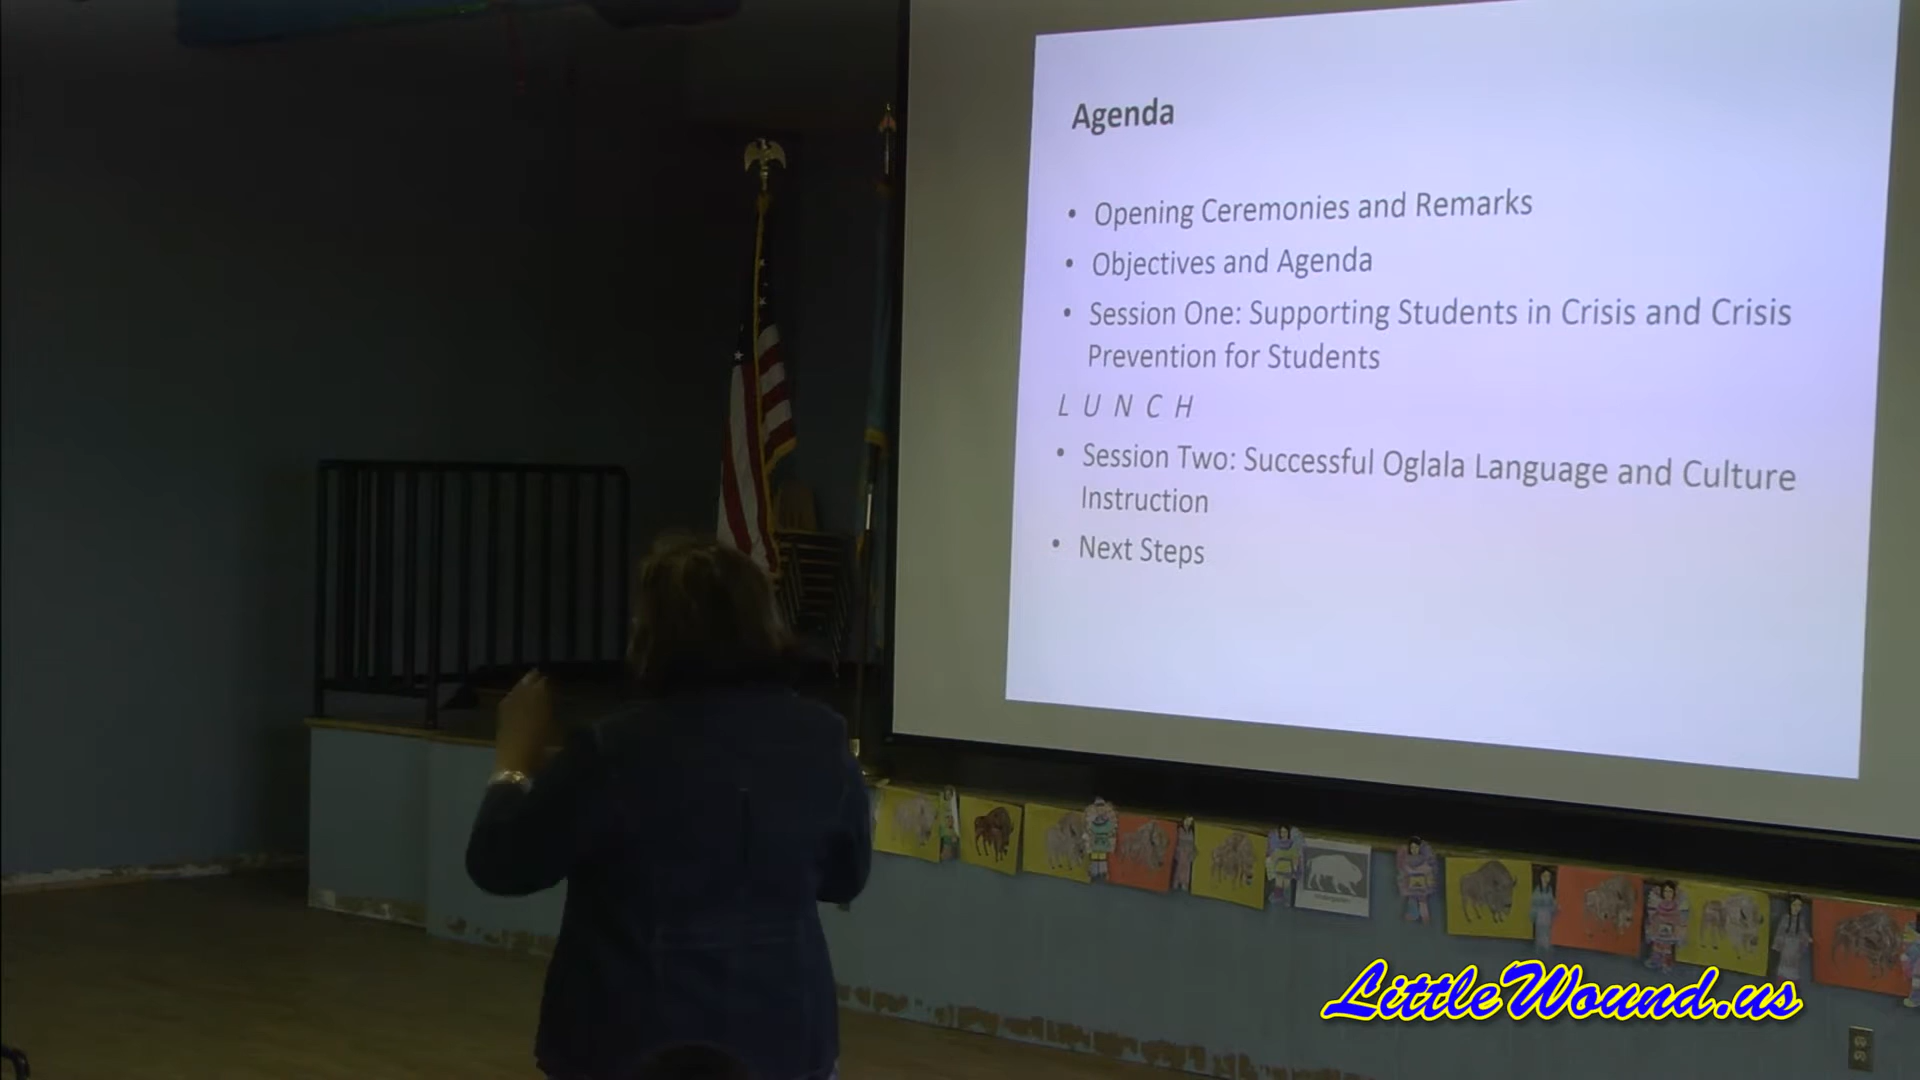 Agenda
• Opening Ceremonies and Remarks
• Objectives and Agenda
• Session One: Supporting Students in Crisis and Crisis
Prevention for Students
L U N C H
• Session Two: Successful Oglala Language and Culture
Instruction
• Next Steps
LittleWound.us